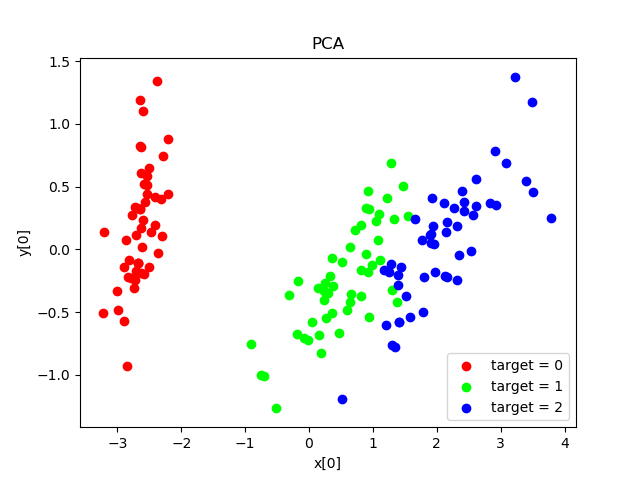 PCA
1.5
1.0
0.5
0.0
−0.5
−1.0
y[0]
−3
−2
−1
0
1
2
3
4
x[0]
target = 0
target = 1
target = 2